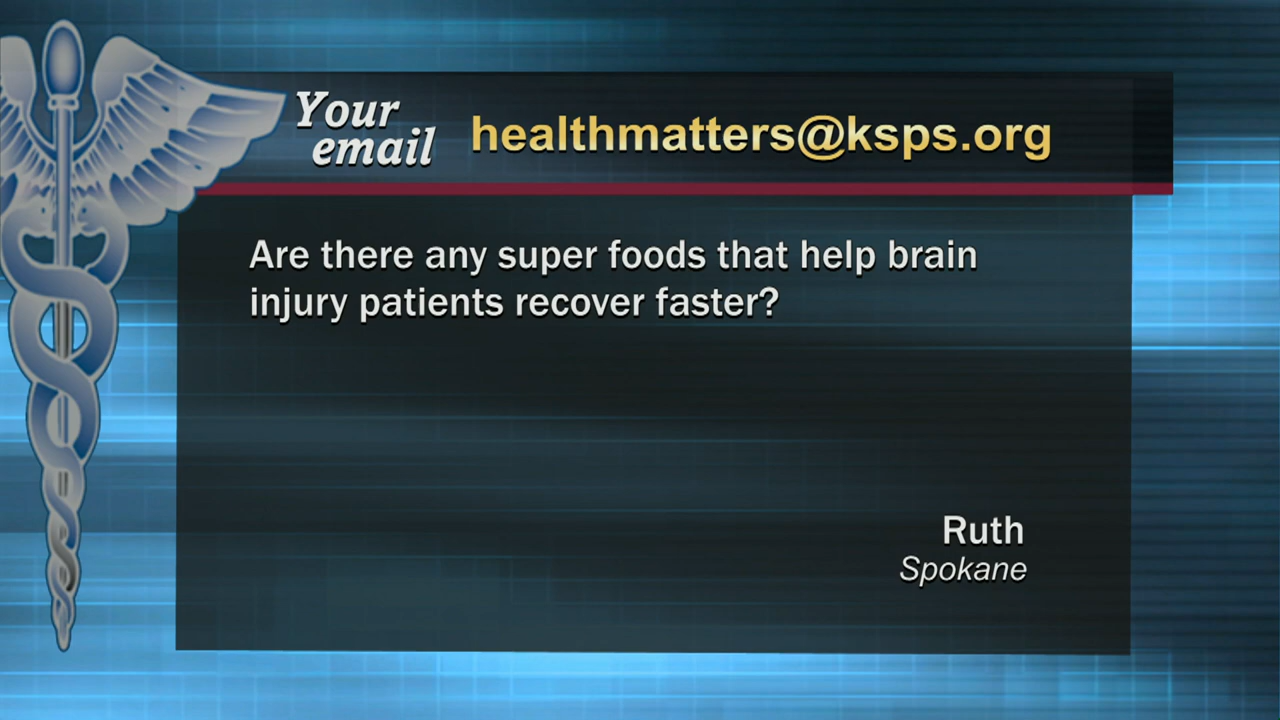 Your
email
healthmatters@ksps.org
Are there any super foods that help brain
injury patients recover faster?
Ruth
Spokane